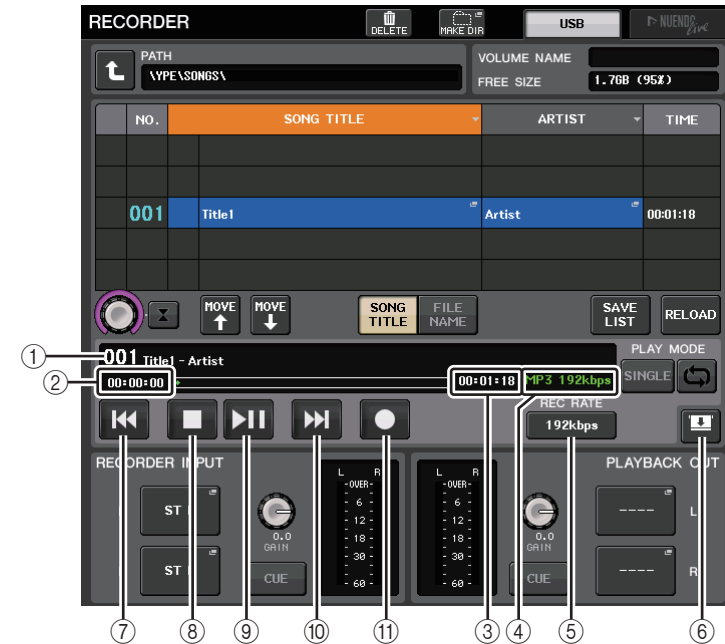 RECORDER
DELETE
MAKE DIR
USB
NUENDO Live
PATH
\YPE\SONGS\
VOLUME NAME
FREE SIZE
1.7GB (95%)
NO.
SONG TITLE
ARTIST
TIME
001
Title1
Artist
00:01:18
MOVE
MOVE
SONG TITLE
FILE NAME
SAVE LIST
RELOAD
① 001 Title1 - Artist
PLAY MODE
② 00:00:00
00:01:18
MP3 192kbps
SINGLE
REC RATE
192kbps
RECORDER INPUT
PLAYBACK OUT
L R
-OVER-
- 6 -
- 12 -
- 18 -
- 30 -
- 60 -
L R
-OVER-
- 6 -
- 12 -
- 18 -
- 30 -
- 60 -
ST
0.0
GAIN
0.0
GAIN
----
L
ST
CUE
CUE
----
R
⑦ ⑧ ⑨ ⑩ ⑪ ③ ④ ⑤ ⑥